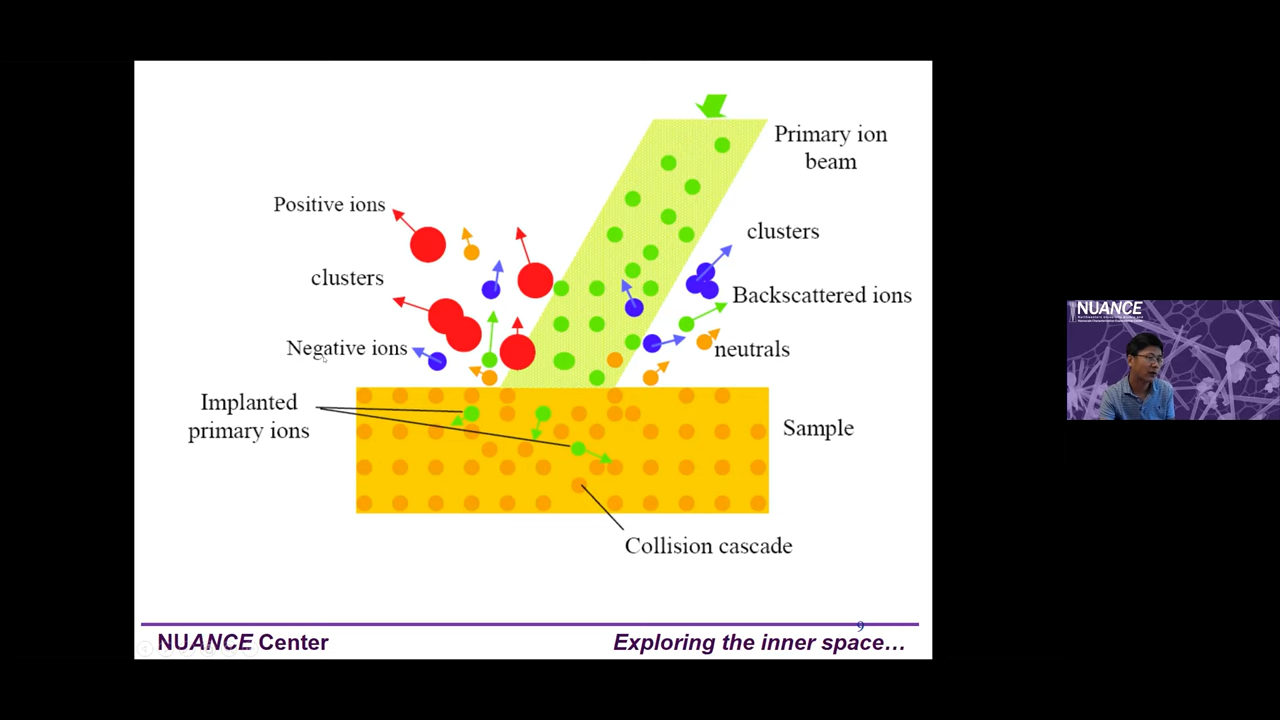 Primary ion
beam
Positive ions
clusters
clusters
Backscattered ions
Negative ions
neutrals
Implanted
primary ions
Sample
Collision cascade
9
NUANCE Center
Exploring the inner space…
NUANCE